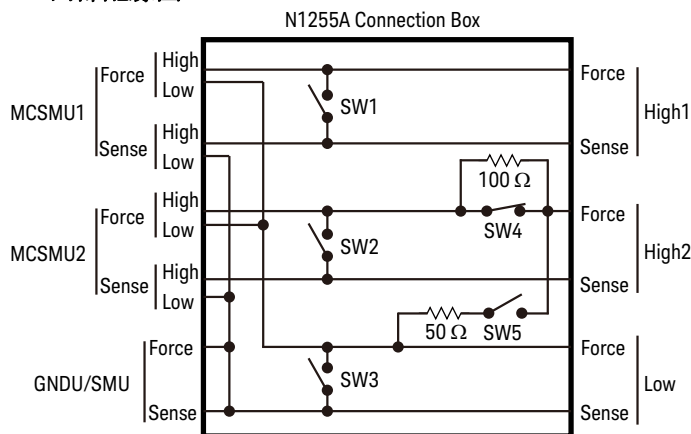 N1255A Connection Box
MCSMU1
Force
High
Low
Sense
High
Low
SW1
Force
Sense
High1
100 Ω
MCSMU2
Force
High
Low
Sense
High
Low
SW2
SW4
Force
Sense
High2
50 Ω
SW5
GNDU/SMU
Force
Sense
SW3
Force
Sense
Low